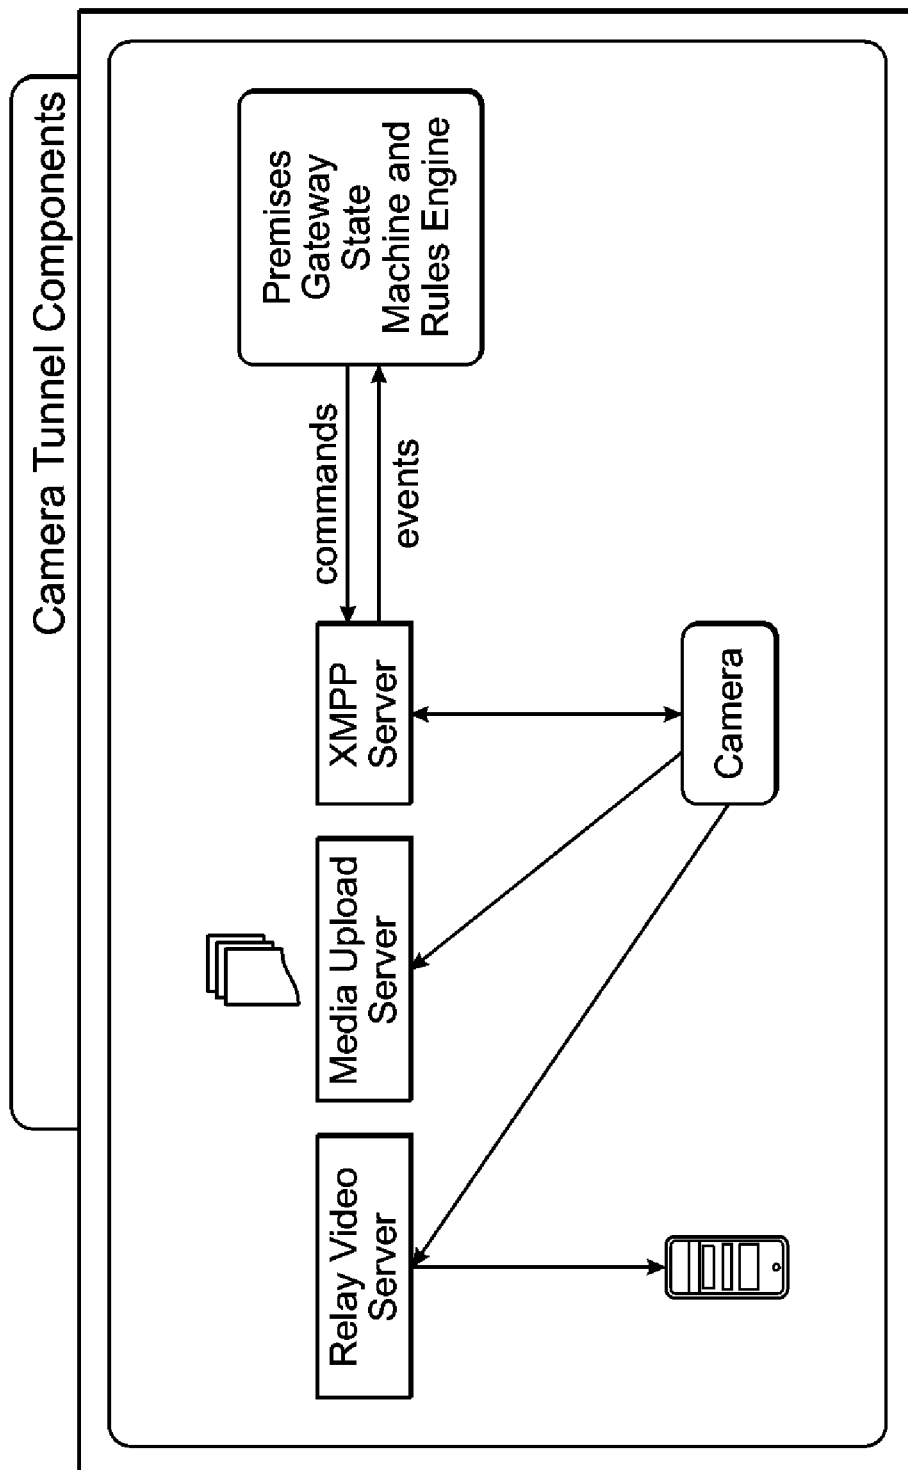 Camera Tunnel Components
Relay Video
Server
Media Upload
Server
XMPP
Server
commands
events
Premises
Gateway
State
Machine and
Rules Engine
Camera